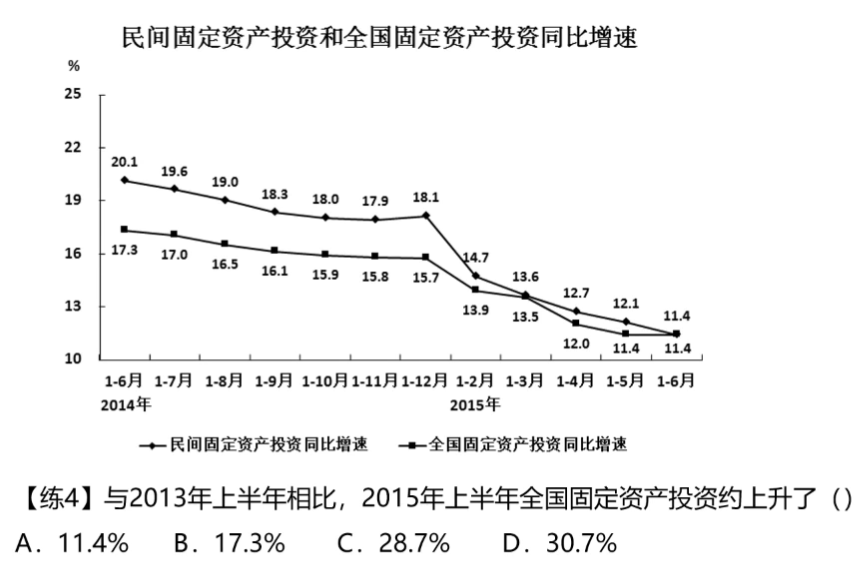 民间固定资产投资和全国固定资产投资同比增速
%
25
22
19
16
13
10
20.1 19.6 19.0 18.3 18.0 17.9 18.1 14.7 13.6 12.7 12.1 11.4
17.3 17.0 16.5 16.1 15.9 15.8 15.7 13.9 13.5 12.0 11.4 11.4
1-6月 1-7月 1-8月 1-9月 1-10月 1-11月 1-12月 1-2月 1-3月 1-4月 1-5月 1-6月
2014年 2015年
民间固定资产投资同比增速 全国固定资产投资同比增速
【练4】与2013年上半年相比，2015年上半年全国固定资产投资约上升了（）
A．11.4% B．17.3% C．28.7% D．30.7%